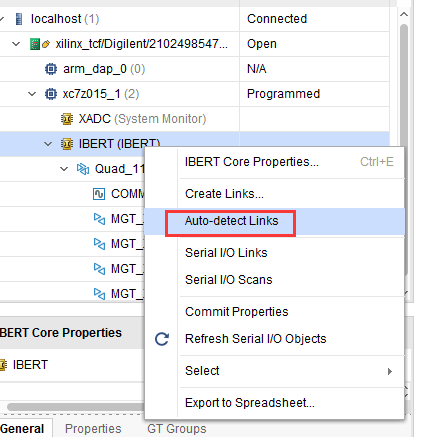 localhost (1) Connected
xilinx_tcf/Digilent/2102498547... Open
arm_dap_0 (0) N/A
xc7z015_1 (2) Programmed
XADC (System Monitor)
IBERT (IBERT)
Quad_11
COMM
MGT_
MGT_
MGT_
MGT_
IBERT Core Properties... Ctrl+E
Create Links...
Auto-detect Links
Serial I/O Links
Serial I/O Scans
Commit Properties
Refresh Serial I/O Objects
Select
Export to Spreadsheet...
BERT Core Properties
IBERT
General Properties GT Groups